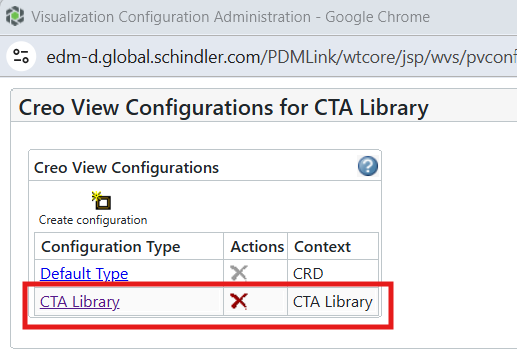 Visualization Configuration Administration - Google Chrome
edm-d.global.schindler.com/PDMLink/wtcore/jsp/wvs/pvconf
Creo View Configurations for CTA Library
Creo View Configurations
?
Create configuration
Configuration Type Actions Context
Default Type CRD
CTA Library CTA Library